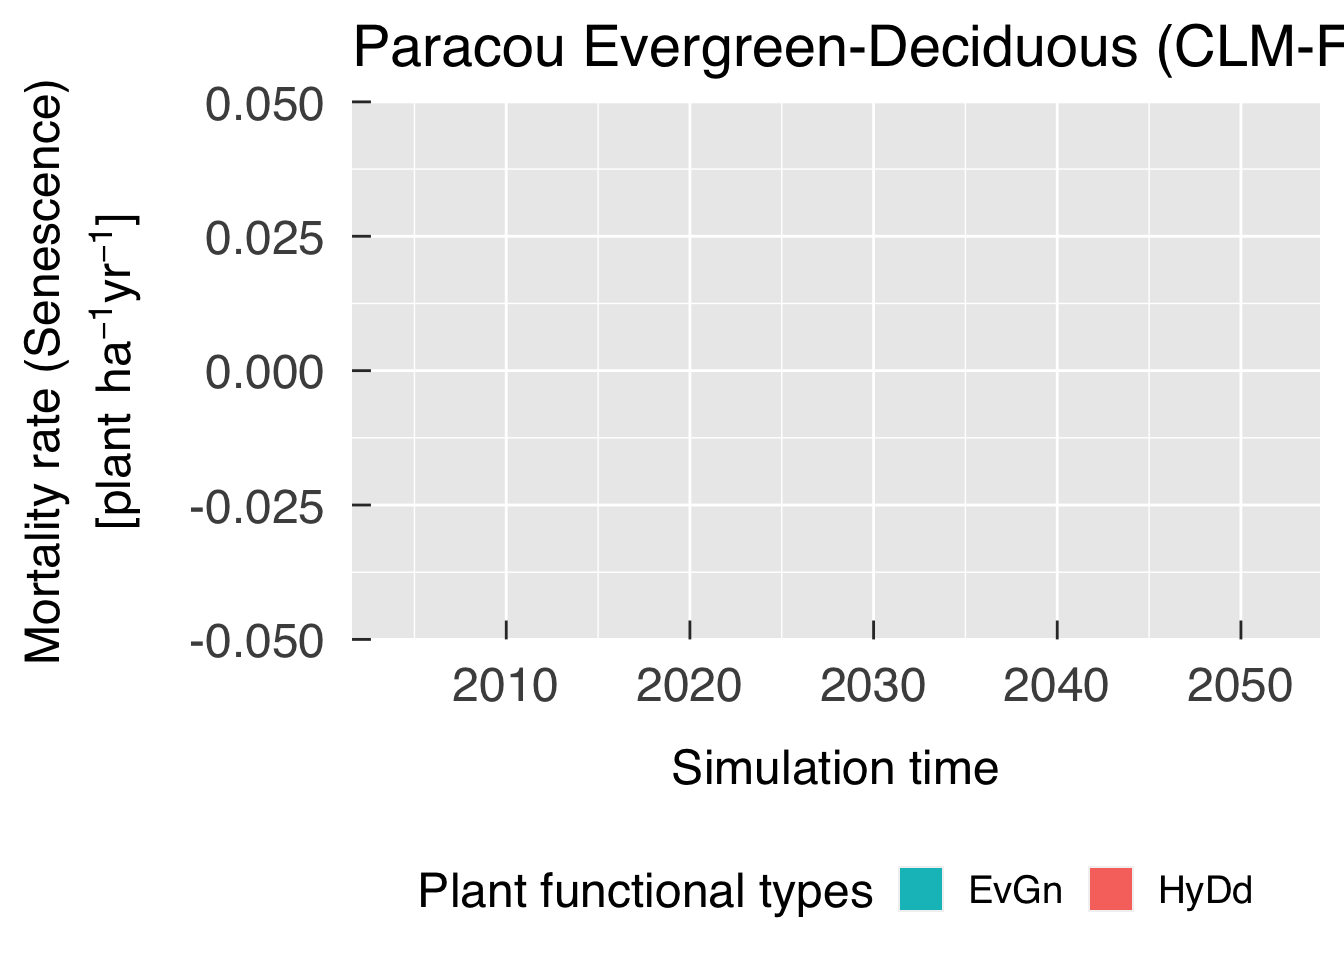 Paracou Evergreen-Deciduous (CLM-F
Mortality rate (Senescence)
[plant ha⁻¹yr⁻¹]
0.050
0.025
0.000
-0.025
-0.050
2010 2020 2030 2040 2050
Simulation time
Plant functional types EvGn HyDd